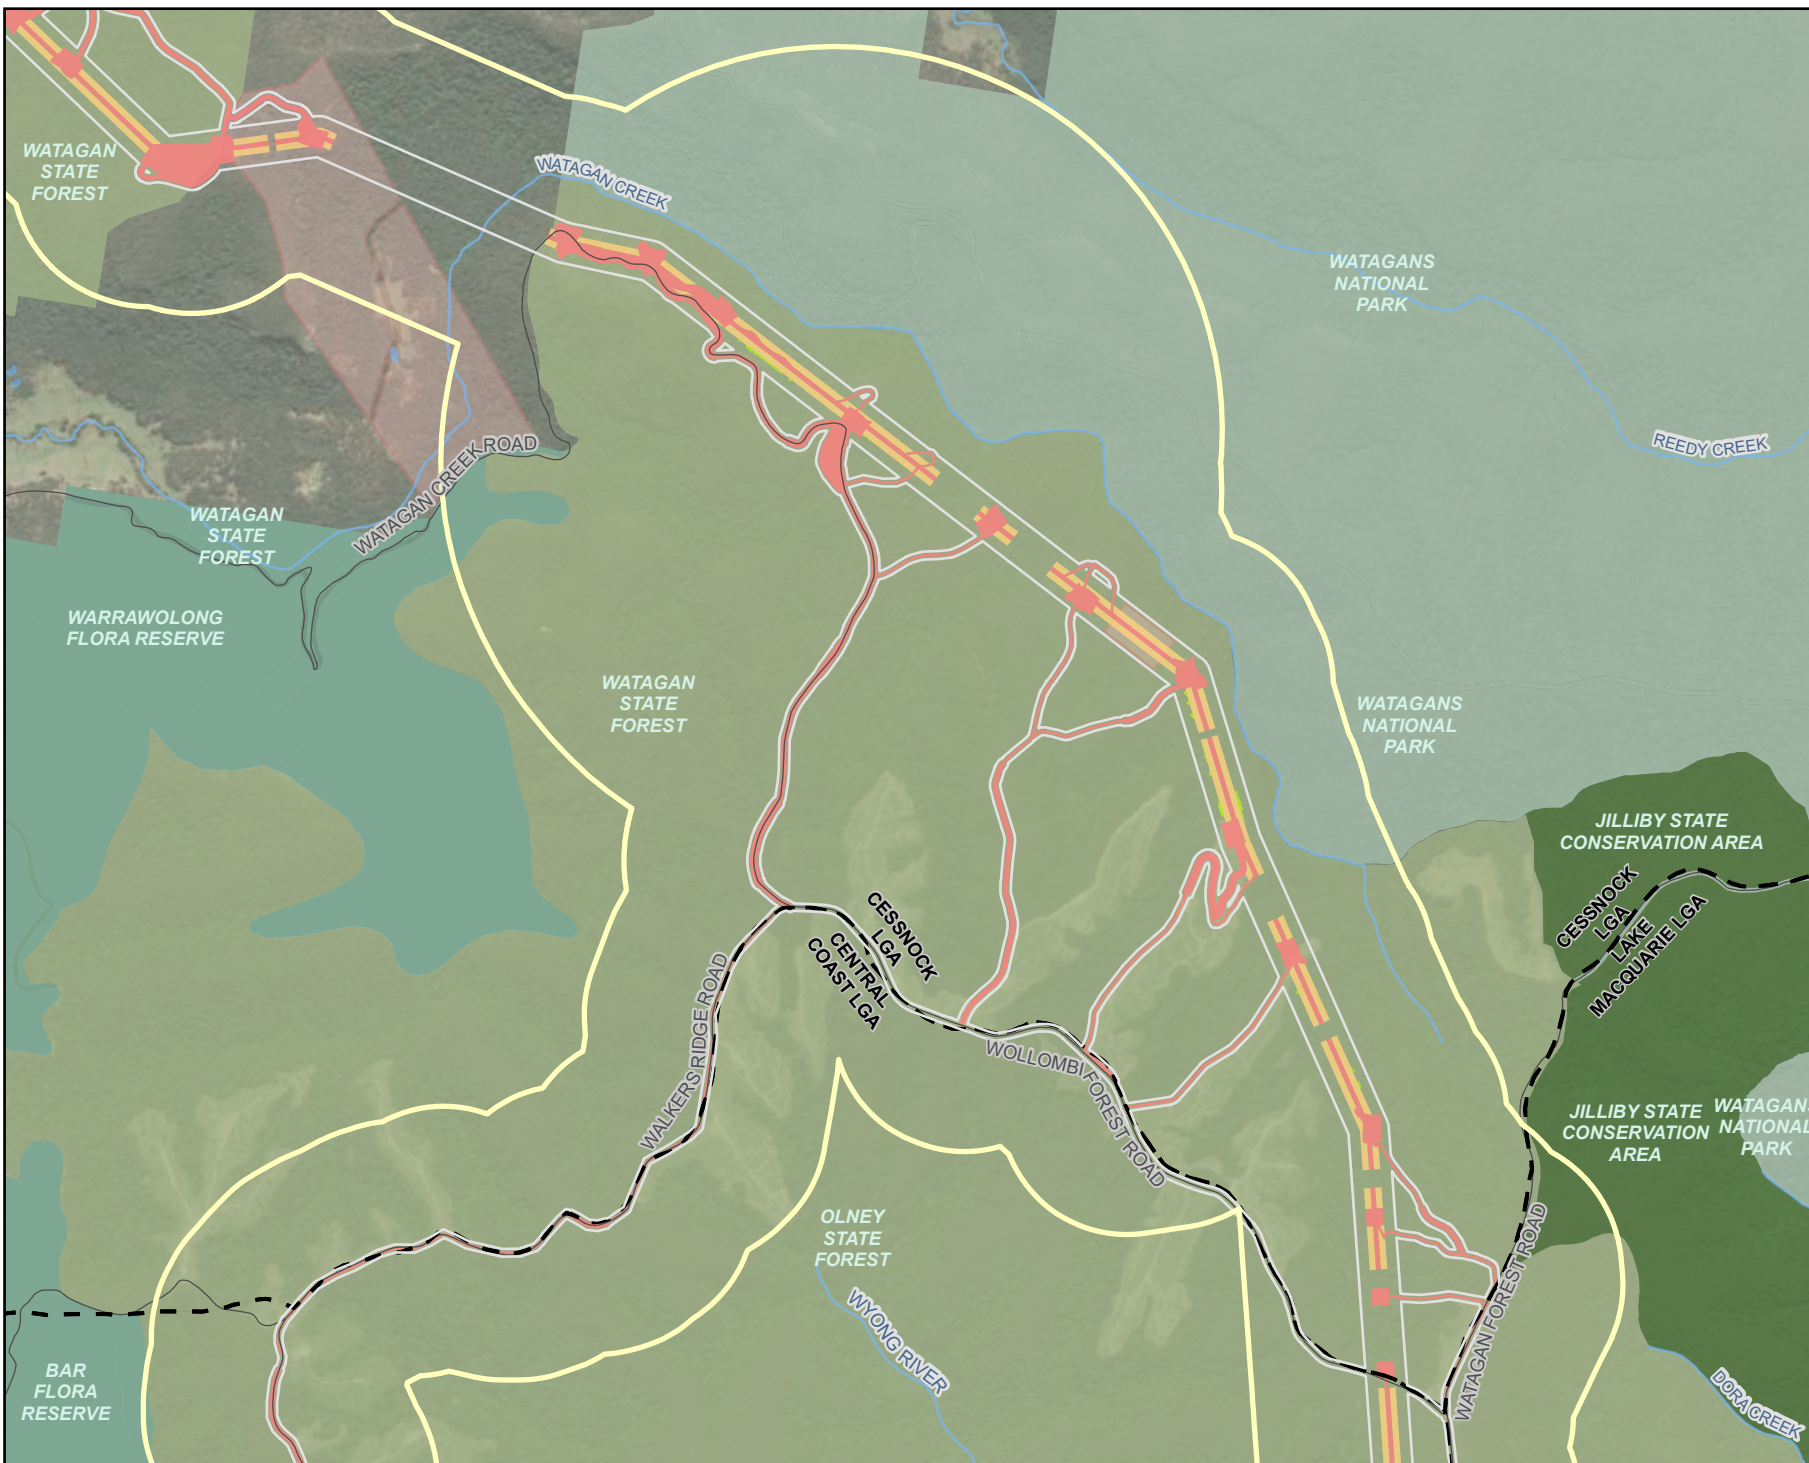 WATAGAN
STATE
FOREST
WATAGAN CREEK
WATAGANS
NATIONAL
PARK
REEDY CREEK
WATAGAN CREEK ROAD
WATAGAN
STATE
FOREST
WARRAWOLONG
FLORA RESERVE
WATAGAN
STATE
FOREST
WATAGANS
NATIONAL
PARK
JILLIBY STATE
CONSERVATION AREA
CESSNOCK
LGA
LAKE
MACQUARIE LGA
CESSNOCK
LGA
CENTRAL
COAST LGA
WALKERS RIDGE ROAD
WOLLOMBI FOREST ROAD
JILLIBY STATE
CONSERVATION
AREA
WATAGANS
NATIONAL
PARK
OLNEY
STATE
FOREST
WYONG RIVER
WATAGAN FOREST ROAD
BAR
FLORA
RESERVE
DORA CREEK